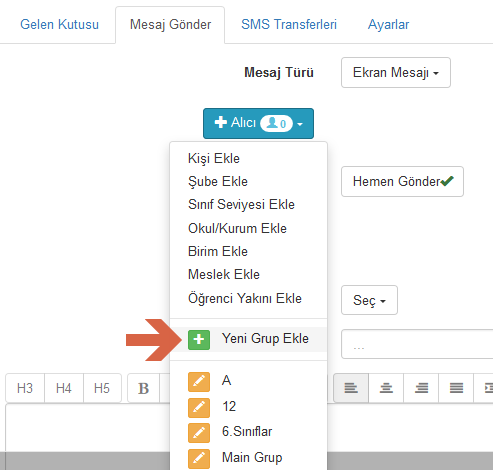 Gelen Kutusu Mesaj Gönder SMS Transferleri Ayarlar
Mesaj Türü Ekran Mesajı
Alıcı 0
Kişi Ekle
Şube Ekle
Hemen Gönder
Sınıf Seviyesi Ekle
Okul/Kurum Ekle
Birim Ekle
Meslek Ekle
Öğrenci Yakını Ekle
Seç
Yeni Grup Ekle
...
A
H3 H4 H5 B
12
6.Sınıflar
Main Grup